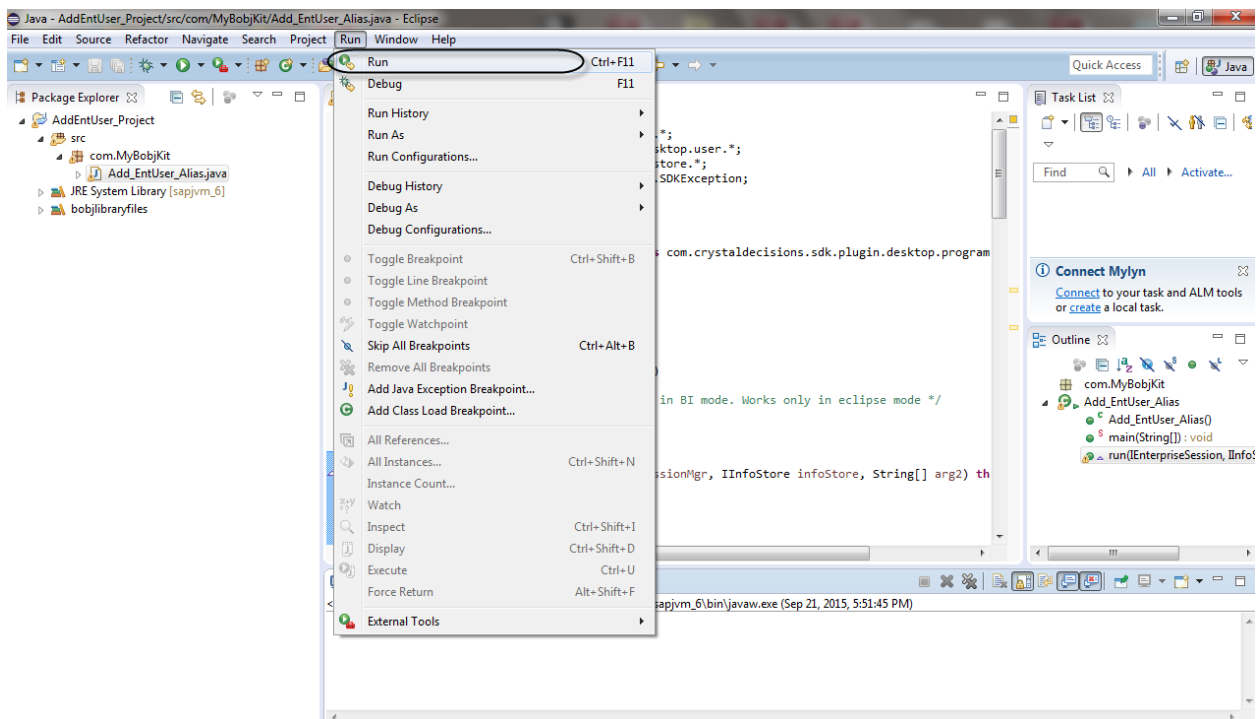 Java - AddEntUser_Project/src/com/MyBobjKit/Add_EntUser_Alias.java - Eclipse
File Edit Source Refactor Navigate Search Project Run Window Help
Quick Access
Java
Package Explorer
AddEntUser_Project
src
com.MyBobjKit
Add_EntUser_Alias.java
JRE System Library [sapjvm_6]
bobjlibraryfiles
Run Ctrl+F11
Debug F11
Run History
Run As
Run Configurations...
Debug History
Debug As
Debug Configurations...
Toggle Breakpoint Ctrl+Shift+B
Toggle Line Breakpoint
Toggle Method Breakpoint
Toggle Watchpoint
Skip All Breakpoints Ctrl+Alt+B
Remove All Breakpoints
Add Java Exception Breakpoint...
Add Class Load Breakpoint...
All References...
All Instances... Ctrl+Shift+N
Instance Count...
Watch
Inspect Ctrl+Shift+I
Display Ctrl+Shift+D
Execute Ctrl+U
Force Return Alt+Shift+F
External Tools
.*;
sktop.user.*;
store.*;
.SDKException;
com.crystaldecisions.sdk.plugin.desktop.program
)
in BI mode. Works only in eclipse mode */
ssionMgr, IInfoStore infoStore, String[] arg2) th
sapjvm_6\bin\javaw.exe (Sep 21, 2015, 5:51:45 PM)
Task List
Find All Activate...
Connect Mylyn
Connect to your task and ALM tools
or create a local task.
Outline
com.MyBobjKit
Add_EntUser_Alias
Add_EntUser_Alias()
main(String[]) : void
run(IEnterpriseSession, IInfoS